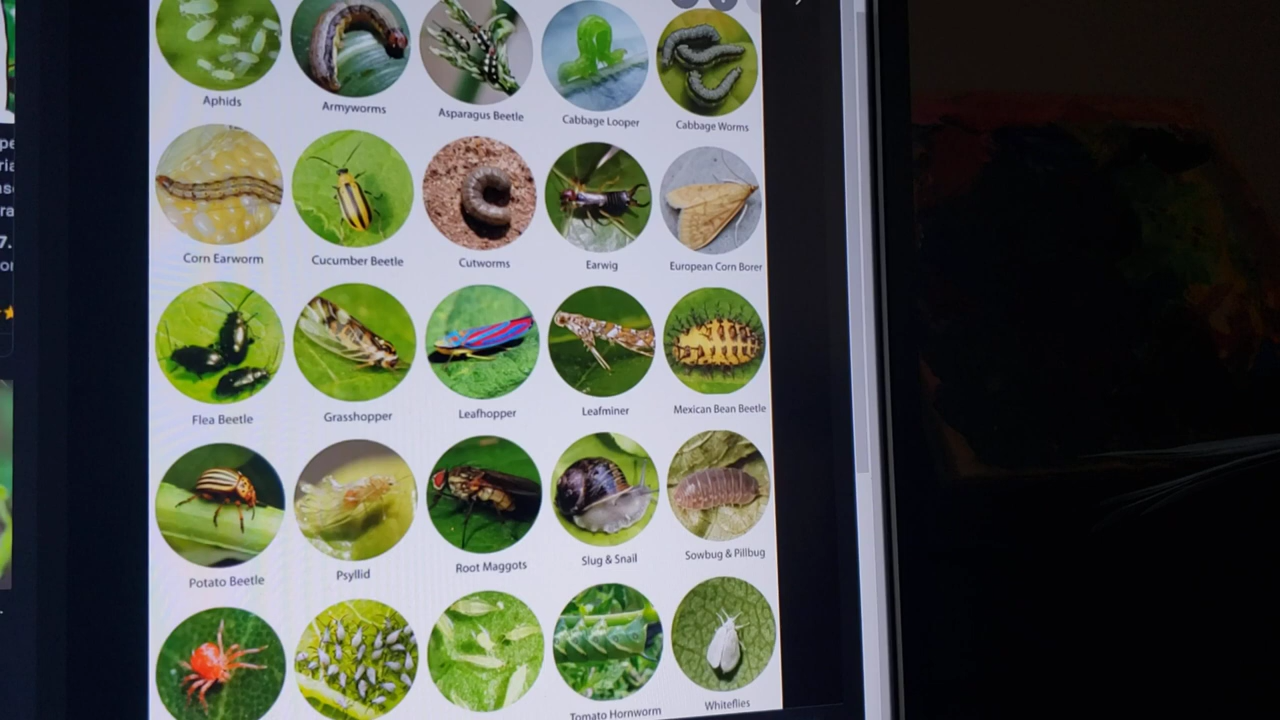 Aphids
Armyworms
Asparagus Beetle
Cabbage Looper
Cabbage Worms
Corn Earworm
Cucumber Beetle
Cutworms
Earwig
European Corn Borer
Flea Beetle
Grasshopper
Leafhopper
Leafminer
Mexican Bean Beetle
Potato Beetle
Psyllid
Root Maggots
Slug & Snail
Sowbug & Pillbug
Tomato Hornworm
Whiteflies